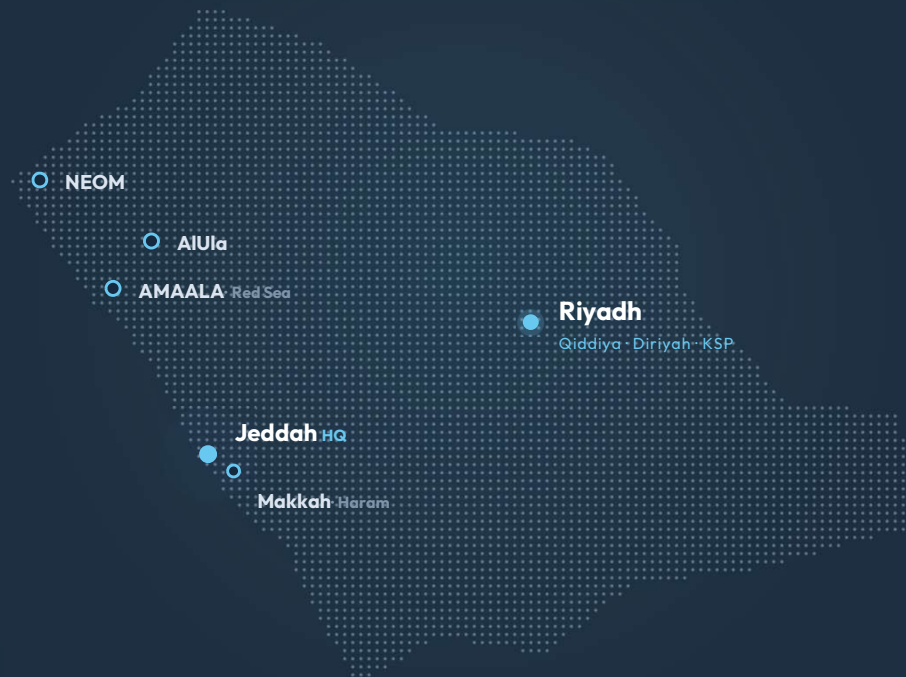 NEOM
AlUla
AMAALA · Red Sea
Riyadh
Qiddiya · Diriyah · KSP
Jeddah HQ
Makkah · Haram